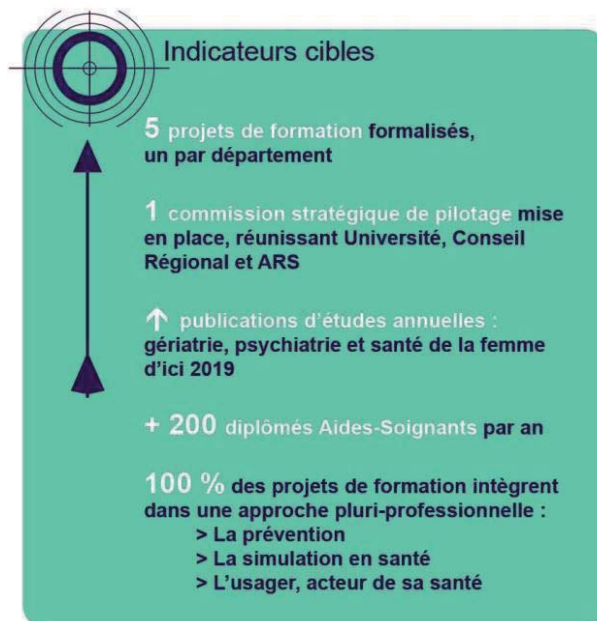 Indicateurs cibles
5 projets de formation formalisés,
un par département
1 commission stratégique de pilotage mise
en place, réunissant Université, Conseil
Régional et ARS
↑ publications d'études annuelles :
gériatrie, psychiatrie et santé de la femme
d'ici 2019
+ 200 diplômés Aides-Soignants par an
100 % des projets de formation intègrent
dans une approche pluri-professionnelle :
> La prévention
> La simulation en santé
> L'usager, acteur de sa santé